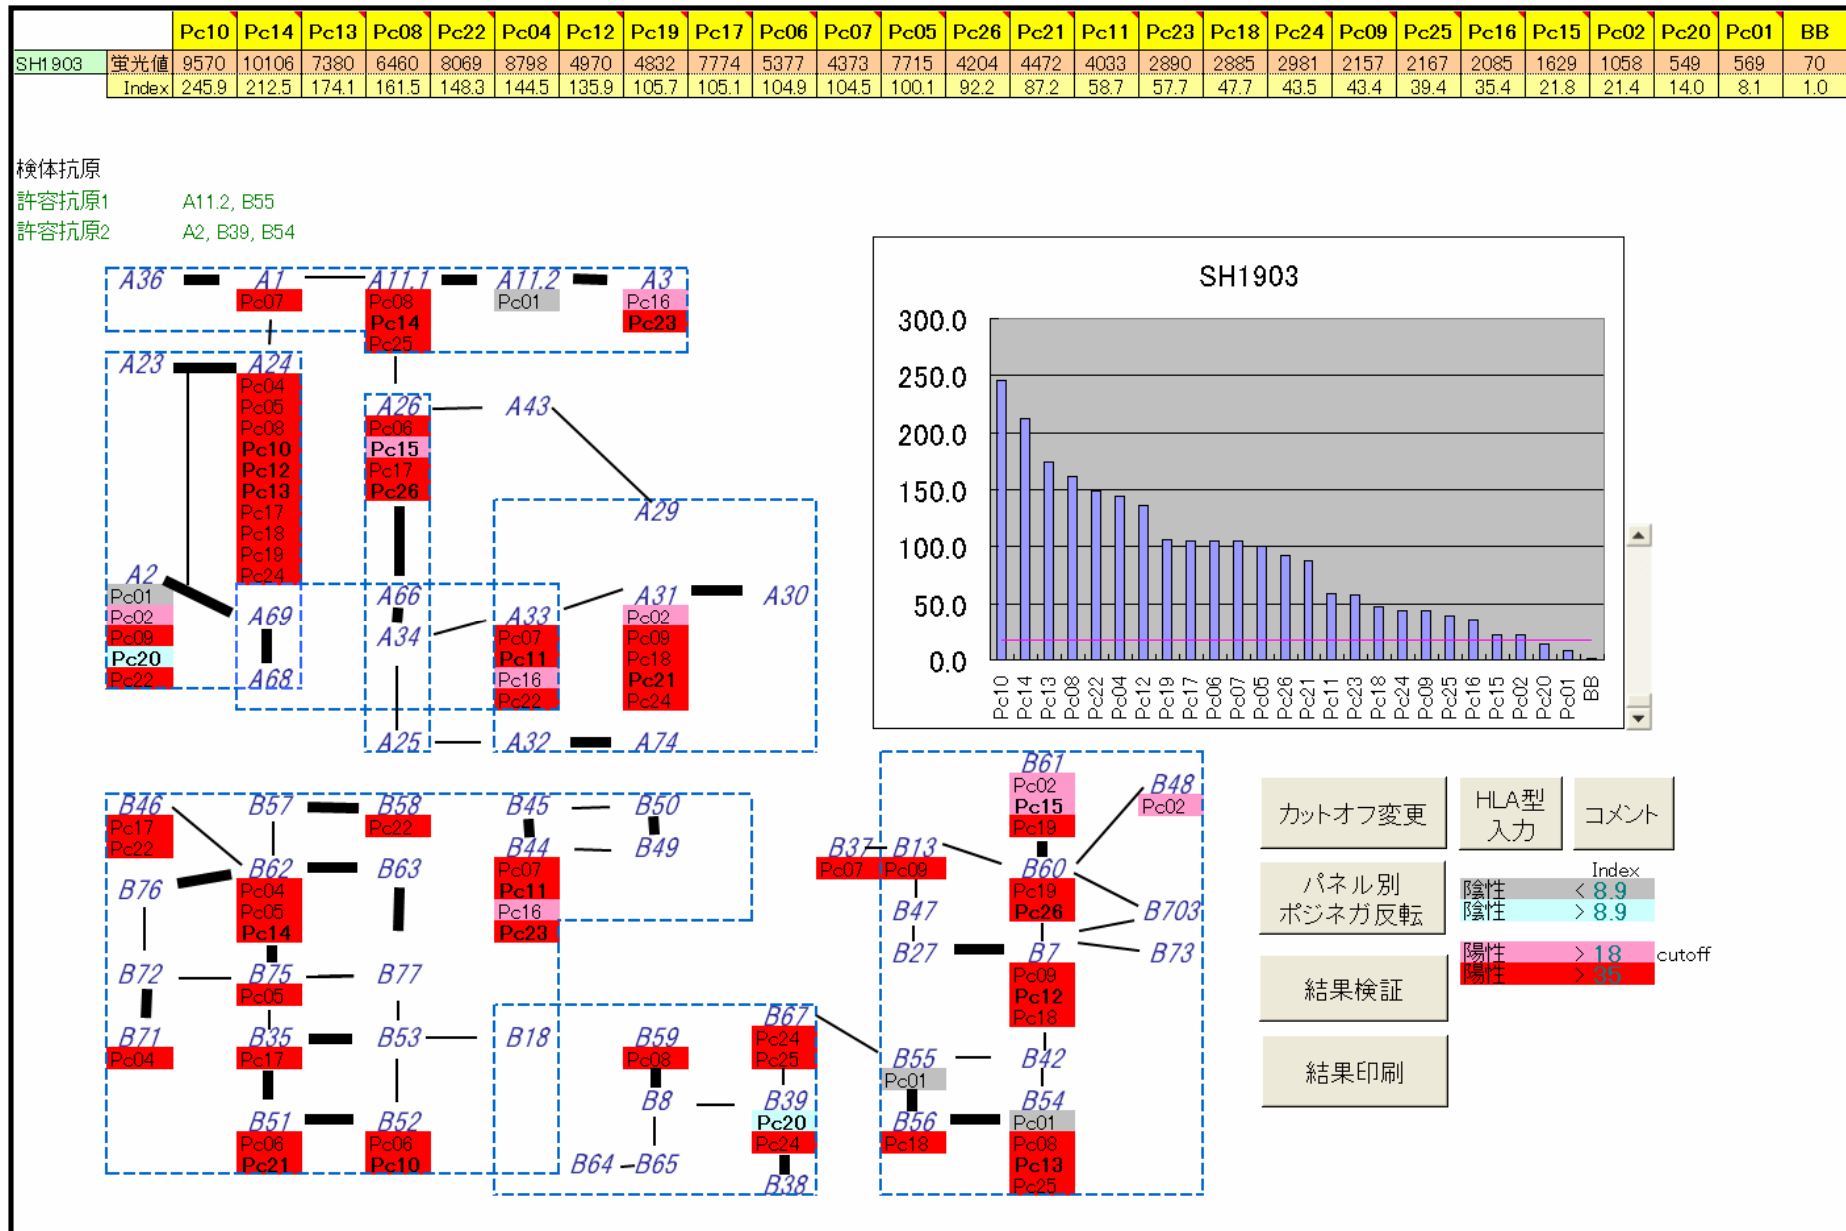 Pc10 Pc14 Pc13 Pc08 Pc22 Pc04 Pc12 Pc19 Pc17 Pc06 Pc07 Pc05 Pc26 Pc21 Pc11 Pc23 Pc18 Pc24 Pc09 Pc25 Pc16 Pc15 Pc02 Pc20 Pc01 BB
SH1903 蛍光値 9570 10106 7380 6460 8069 8798 4970 4832 7774 5377 4373 7715 4204 4472 4033 2890 2885 2981 2157 2167 2085 1629 1058 549 569 70
Index 245.9 212.5 174.1 161.5 148.3 144.5 135.9 105.7 105.1 104.9 104.5 100.1 92.2 87.2 58.7 57.7 47.7 43.5 43.4 39.4 35.4 21.8 21.4 14.0 8.1 1.0
検体抗原
許容抗原1 A11.2, B55
許容抗原2 A2, B39, B54
A36 A1 A11.1 A11.2 A3
Pc07 Pc08 Pc01 Pc16
Pc14 Pc23
Pc25
A23 A24
Pc04
Pc05 A26 A43
Pc08 Pc06
Pc10 Pc15
Pc12 Pc17
Pc13 Pc26
Pc17 A29
Pc18
Pc19
A2 Pc24
Pc01 A66 A31 A30
Pc02 A69 A33 Pc02
Pc09 A34 Pc07 Pc09
Pc20 Pc11 Pc18
Pc22 A68 Pc16 Pc21
Pc22 Pc24
A25 A32 A74
SH1903
300.0
250.0
200.0
150.0
100.0
50.0
0.0
Pc10 Pc14 Pc13 Pc08 Pc22 Pc04 Pc12 Pc19 Pc17 Pc06 Pc07 Pc05 Pc26 Pc21 Pc11 Pc23 Pc18 Pc24 Pc09 Pc25 Pc16 Pc15 Pc02 Pc20 Pc01 BB
B46 B57 B58 B45 B50
Pc17 Pc22
Pc22 B44 B49
B62 B63 Pc07
B76 Pc04 Pc11
Pc05 Pc16
Pc14 Pc23
B72 B75 B77
Pc05
B71 B35 B53 B18 B59 B67
Pc04 Pc17 Pc08 Pc24
Pc25
B8 B39
B51 B52 Pc20
Pc06 Pc06 Pc24
Pc21 Pc10 B64 B65
B38
B61
Pc02 B48
Pc15 Pc02
Pc19
B37 B13 B60
Pc07 Pc09 Pc19
Pc26
B47 B703
B27 B7 B73
Pc09
Pc12
Pc18
B55 B42
Pc01
B56 B54
Pc18 Pc01
Pc08
Pc13
Pc25
カットオフ変更
HLA型
入力
コメント
パネル別
ポジネガ反転
結果検証
結果印刷
Index
陰性 < 8.9
陰性 > 8.9
陽性 > 18 cutoff
陽性 > 35